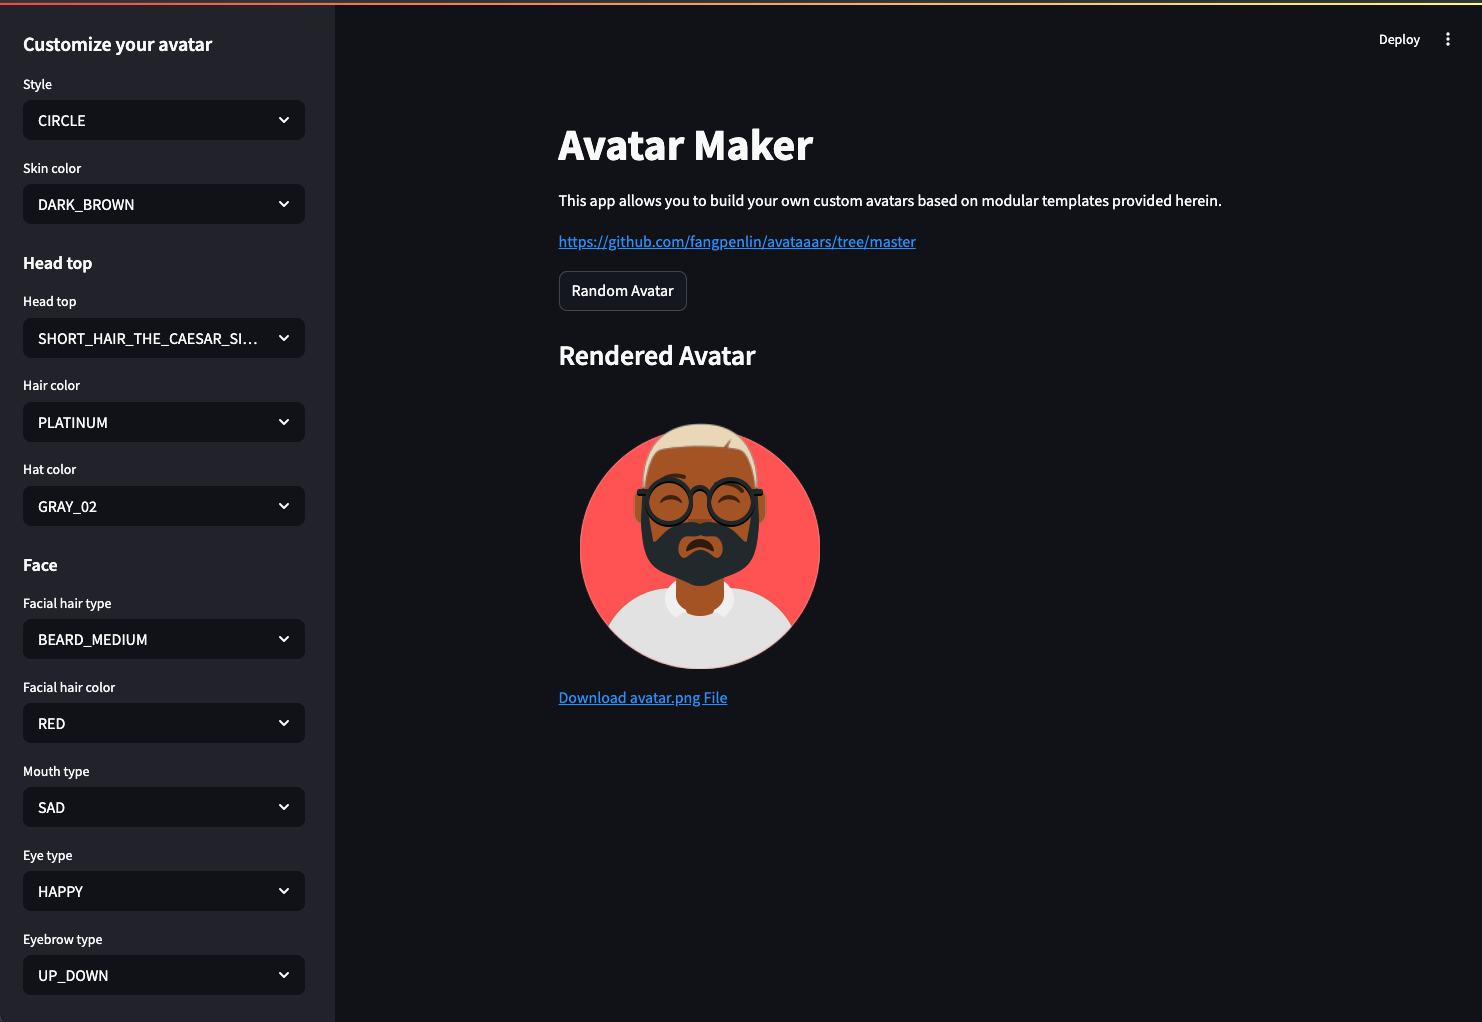 Customize your avatar
Style
CIRCLE
Skin color
DARK_BROWN
Head top
Head top
SHORT_HAIR_THE_CAESAR_SI...
Hair color
PLATINUM
Hat color
GRAY_02
Face
Facial hair type
BEARD_MEDIUM
Facial hair color
RED
Mouth type
SAD
Eye type
HAPPY
Eyebrow type
UP_DOWN
Deploy
Avatar Maker
This app allows you to build your own custom avatars based on modular templates provided herein.
https://github.com/fangpenlin/avataaars/tree/master
Random Avatar
Rendered Avatar
Download avatar.png File